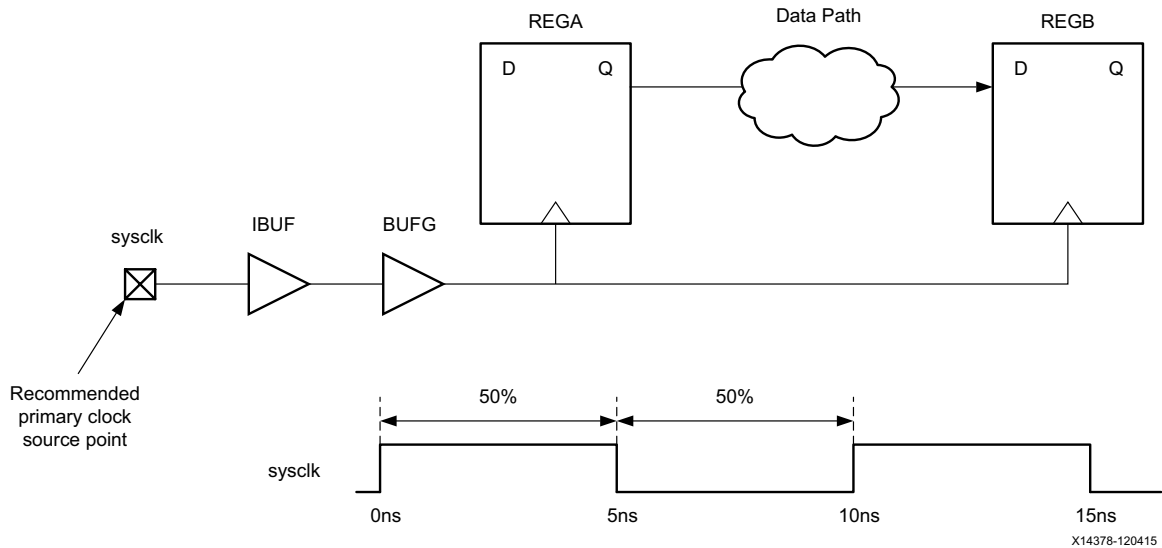 REGA
Data Path
REGB
D
Q
D
Q
IBUF
BUFG
sysclk
Recommended
primary clock
source point
50%
50%
sysclk
0ns
5ns
10ns
15ns
X14378-120415